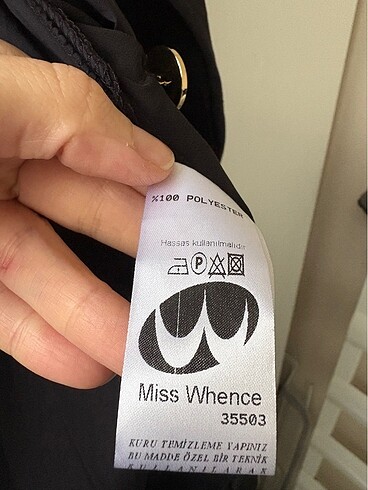 %100 POLYESTER
Hassas kullanılmalıdır
P
Miss Whence
35503
KURU TEMİZLEME YAPINIZ
BU MADDE ÖZEL BİR TEKNİK
KULLANILARAK